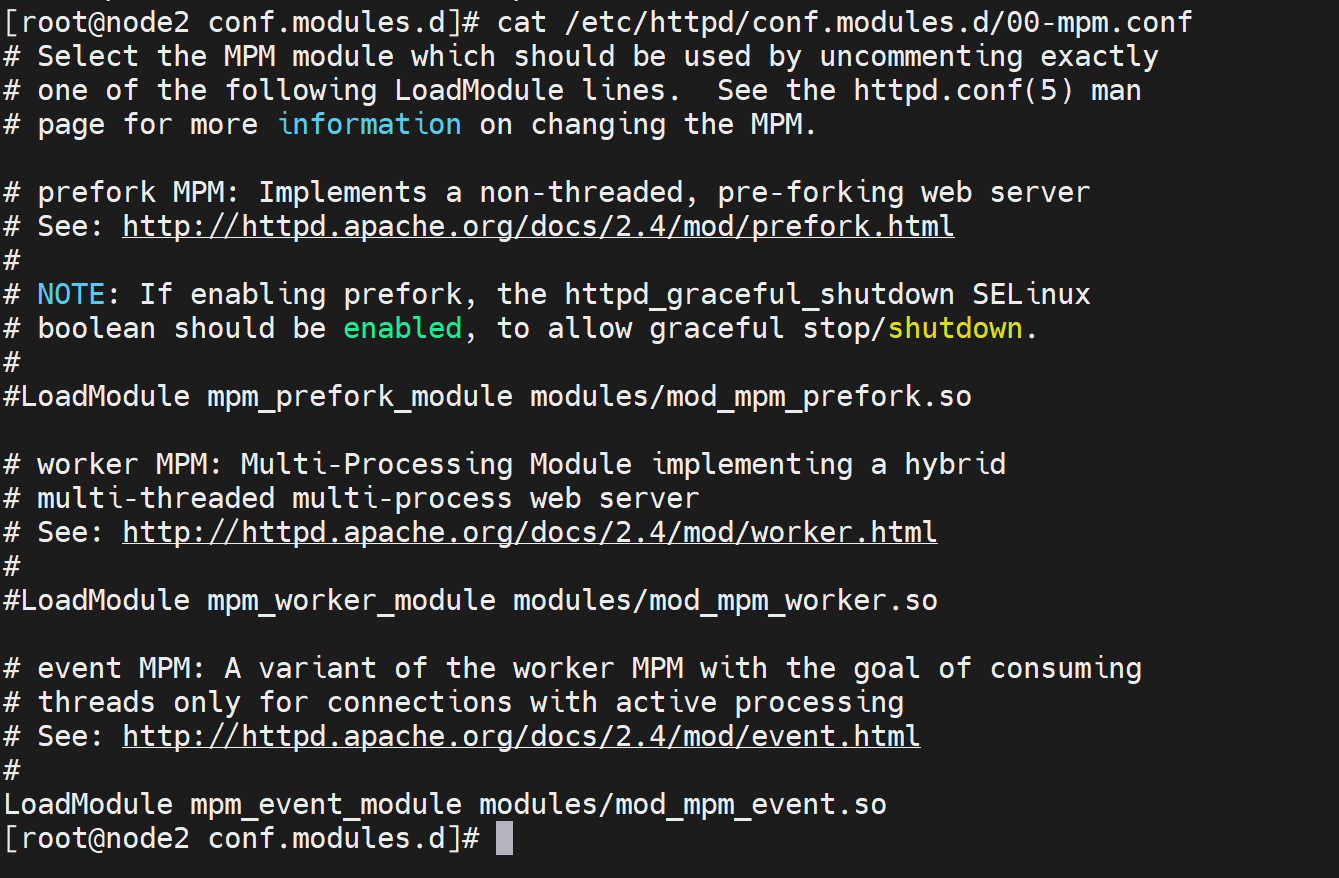 [root@node2 conf.modules.d]# cat /etc/httpd/conf.modules.d/00-mpm.conf
# Select the MPM module which should be used by uncommenting exactly
# one of the following LoadModule lines.  See the httpd.conf(5) man
# page for more information on changing the MPM.

# prefork MPM: Implements a non-threaded, pre-forking web server
# See: http://httpd.apache.org/docs/2.4/mod/prefork.html
#
# NOTE: If enabling prefork, the httpd_graceful_shutdown SELinux
# boolean should be enabled, to allow graceful stop/shutdown.
#
#LoadModule mpm_prefork_module modules/mod_mpm_prefork.so

# worker MPM: Multi-Processing Module implementing a hybrid
# multi-threaded multi-process web server
# See: http://httpd.apache.org/docs/2.4/mod/worker.html
#
#LoadModule mpm_worker_module modules/mod_mpm_worker.so

# event MPM: A variant of the worker MPM with the goal of consuming
# threads only for connections with active processing
# See: http://httpd.apache.org/docs/2.4/mod/event.html
#
LoadModule mpm_event_module modules/mod_mpm_event.so
[root@node2 conf.modules.d]#